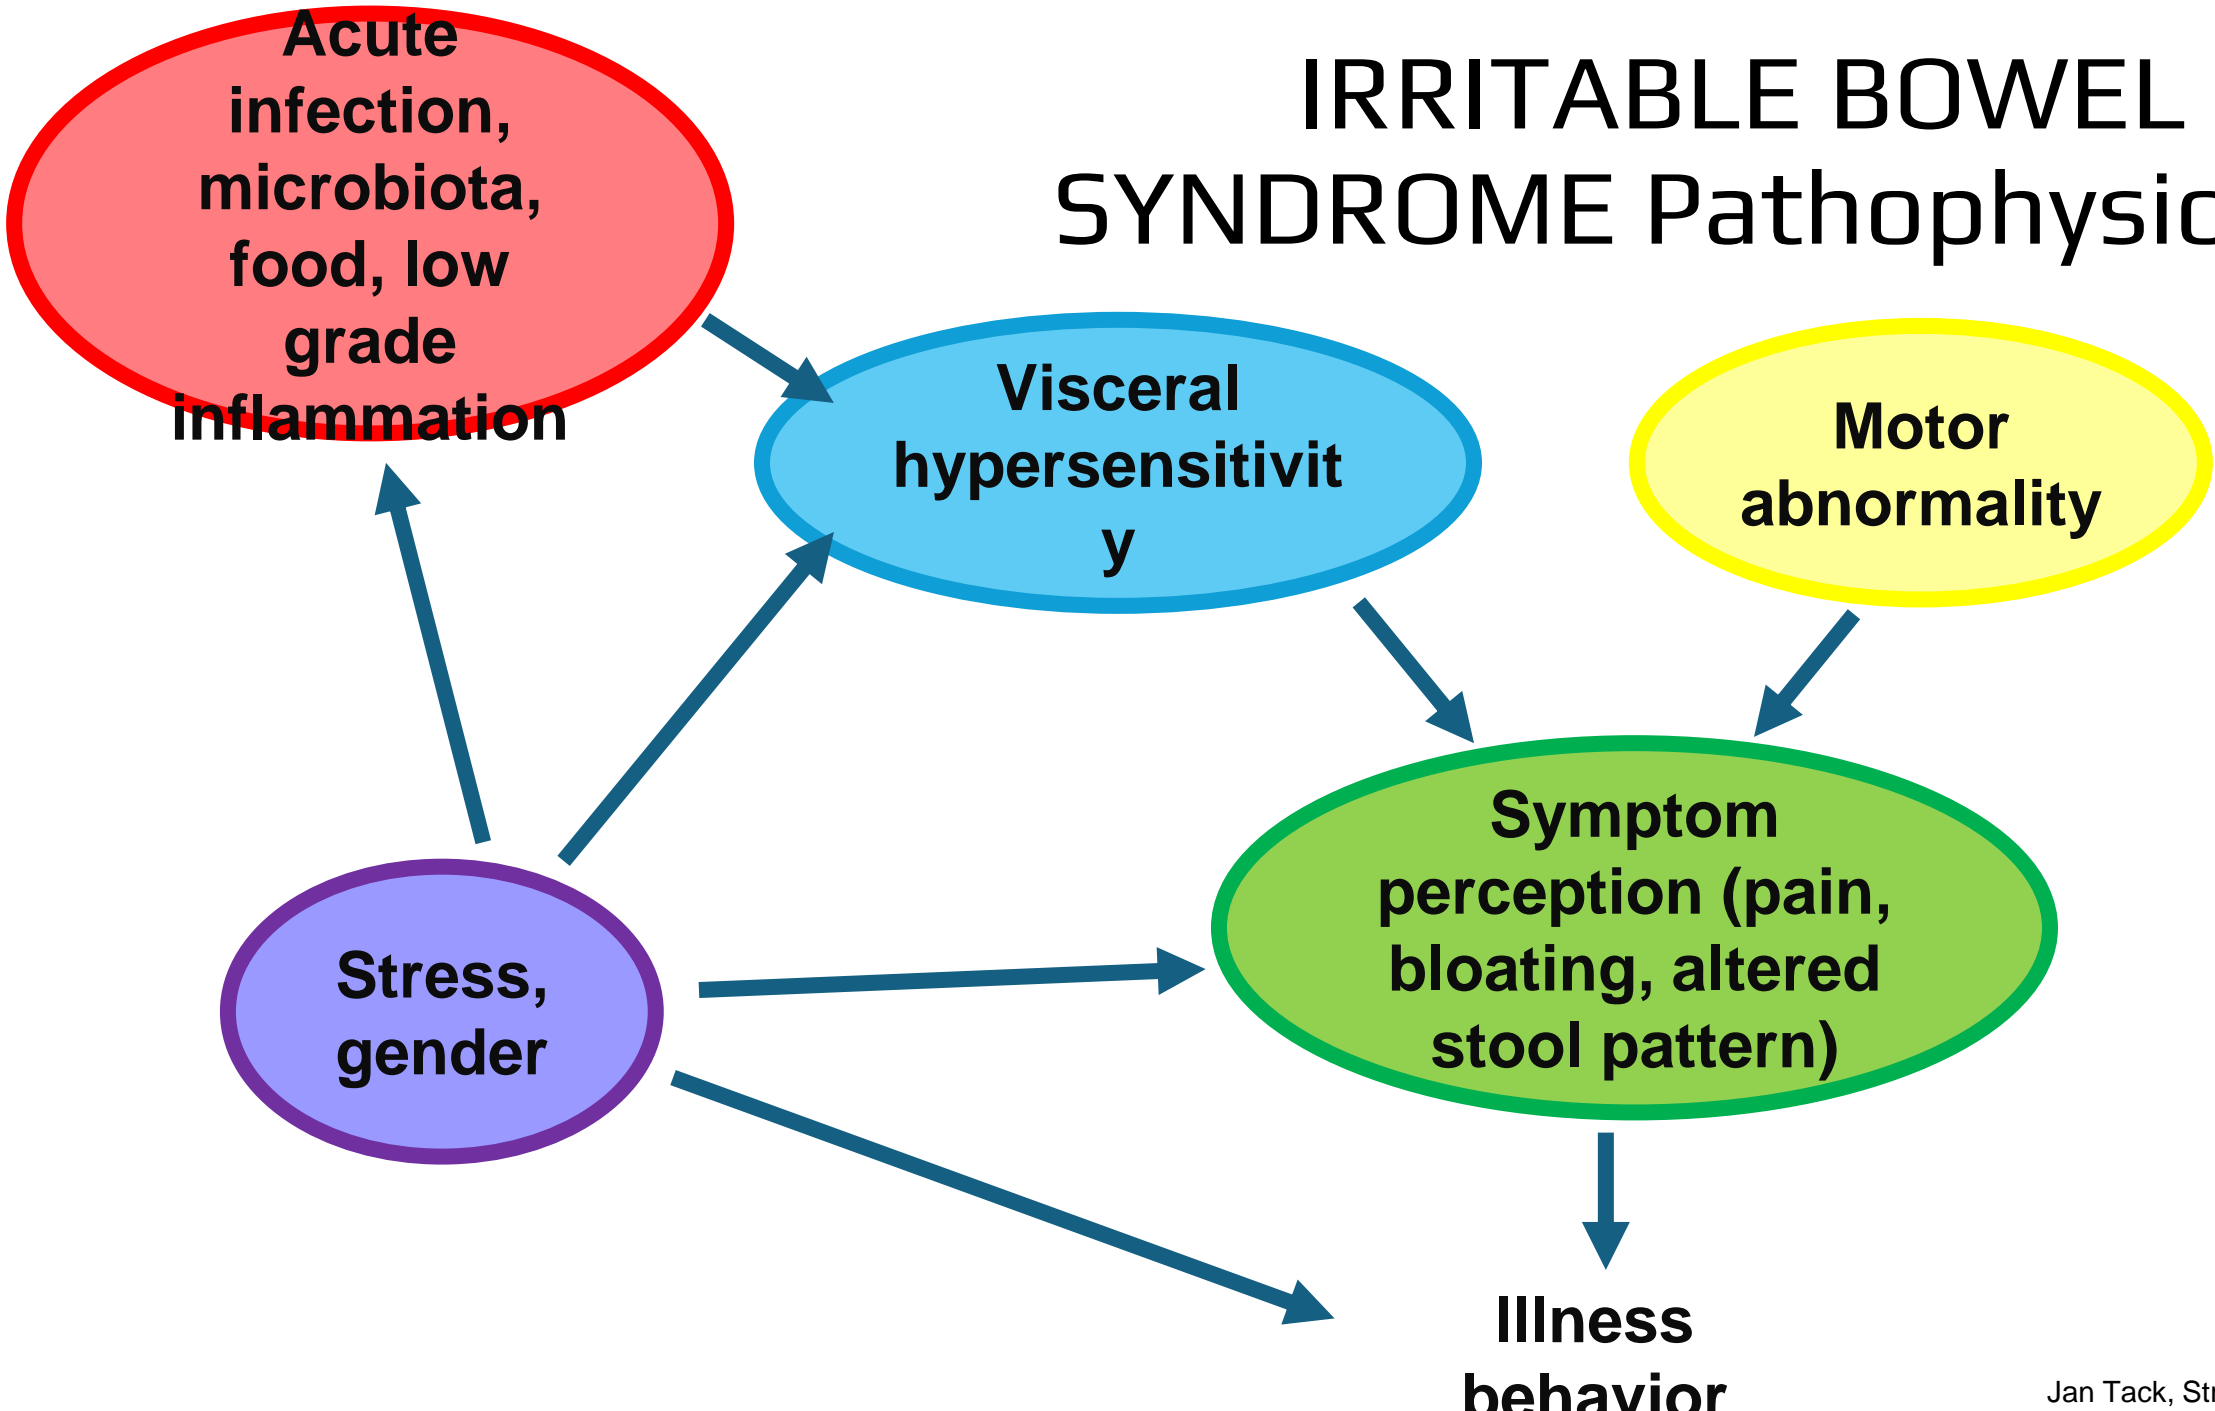 IRRITABLE BOWEL
SYNDROME Pathophysio
Acute
infection,
microbiota,
food, low
grade
inflammation
Visceral
hypersensitivit
y
Motor
abnormality
Stress,
gender
Symptom
perception (pain,
bloating, altered
stool pattern)
Illness
behavior
Jan Tack, Str